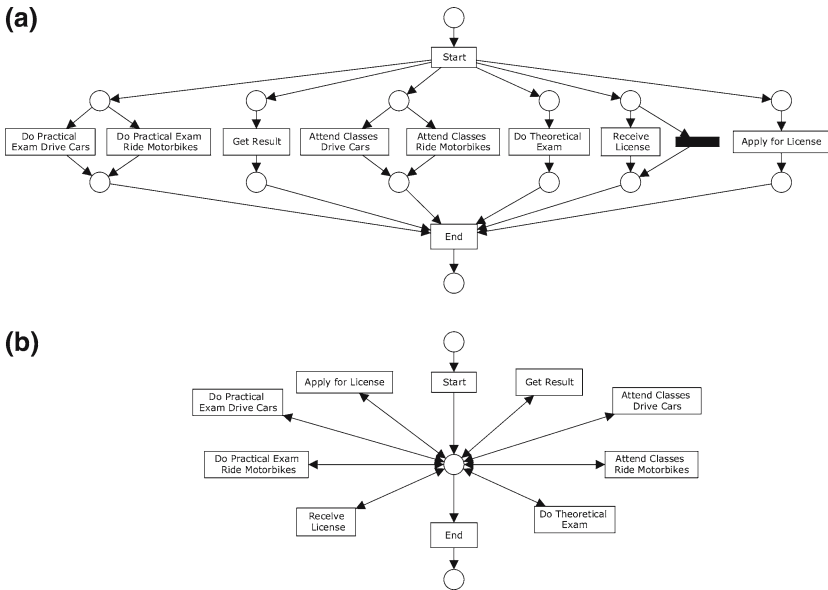 (a)
Start
Do Practical
Exam Drive Cars
Do Practical Exam
Ride Motorbikes
Get Result
Attend Classes
Drive Cars
Attend Classes
Ride Motorbikes
Do Theoretical
Exam
Receive
License
Apply for License
End
(b)
Start
Apply for License
Get Result
Do Practical
Exam Drive Cars
Attend Classes
Drive Cars
Do Practical Exam
Ride Motorbikes
Attend Classes
Ride Motorbikes
Receive
License
Do Theoretical
Exam
End